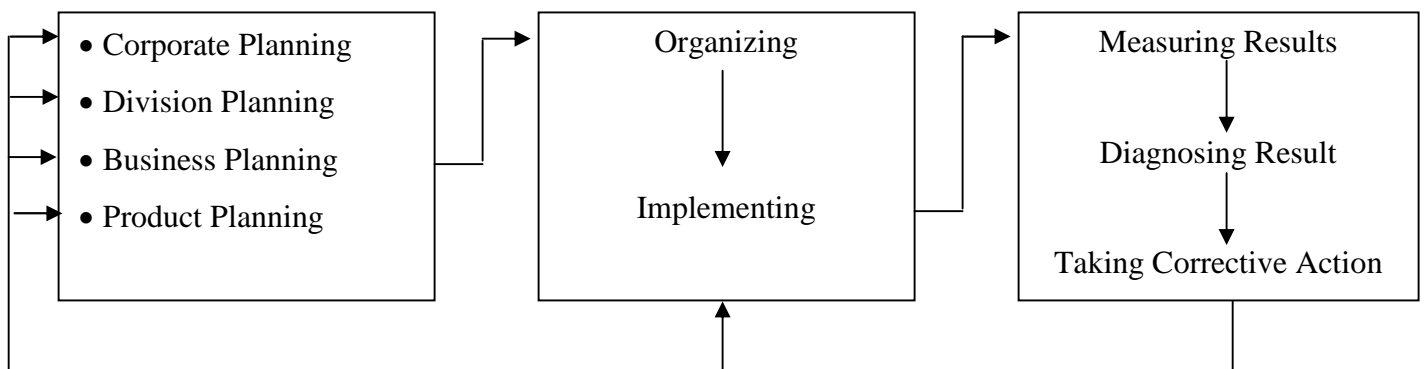 • Corporate Planning
• Division Planning
• Business Planning
• Product Planning
Organizing
Implementing
Measuring Results
Diagnosing Result
Taking Corrective Action